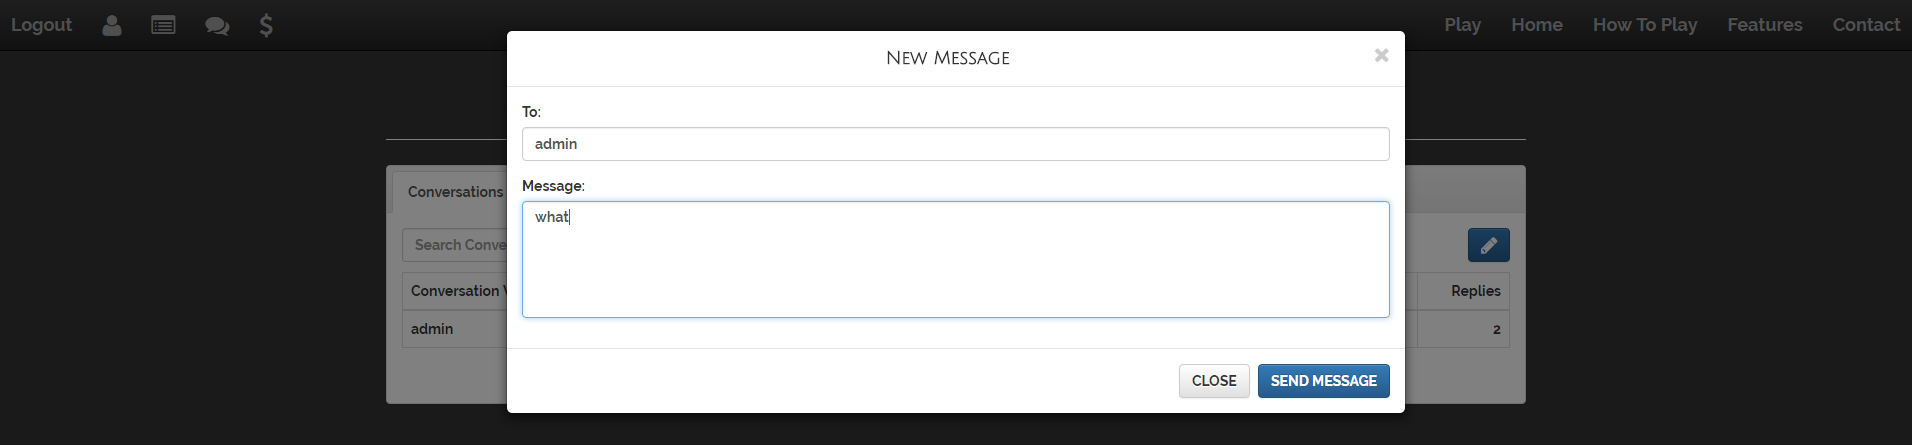 Logout Play Home How To Play Features Contact
New Message
To:
admin
Message:
what
Conversations
Search Conve
Conversation
Replies
admin
2
CLOSE SEND MESSAGE